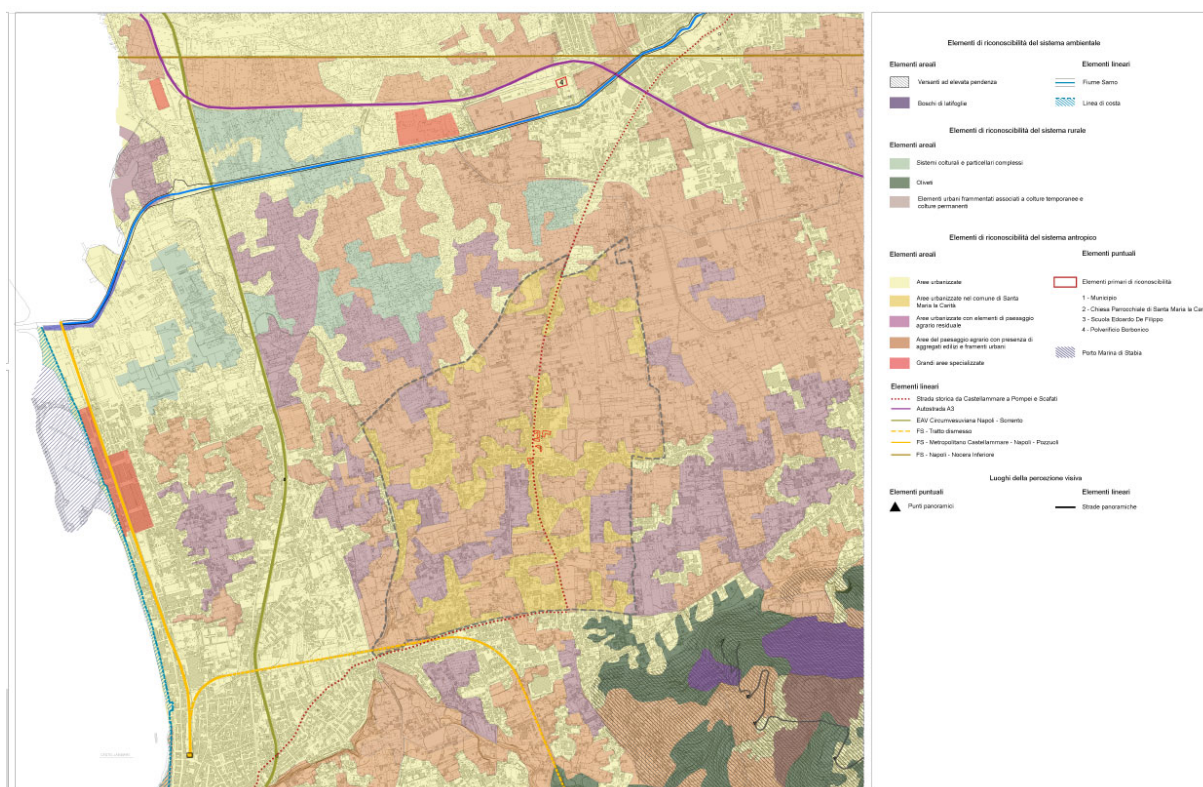 4
Elementi di riconoscibilità del sistema ambientale
Elementi areali
Elementi lineari
Versanti ad elevata pendenza
Fiume Sarno
Boschi di latifoglie
Linea di costa
Elementi di riconoscibilità del sistema rurale
Elementi areali
Sistemi colturali e particellari complessi
Oliveti
Elementi urbani frammentati associati a colture temporanee e
colture permanenti
Elementi di riconoscibilità del sistema antropico
Elementi areali
Elementi puntuali
Aree urbanizzate
Elementi primari di riconoscibilità
Aree urbanizzate nel comune di Santa
Maria la Carità
1 - Municipio
2 - Chiesa Parrocchiale di Santa Maria la Car
3 - Scuola Edoardo De Filippo
4 - Polverificio Borbonico
Aree urbanizzate con elementi di paesaggio
agrario residuale
Aree del paesaggio agrario con presenza di
aggregati edilizi e frammenti urbani
Porto Marina di Stabia
Grandi aree specializzate
Elementi lineari
Strada storica da Castellammare a Pompei e Scafati
Autostrada A3
EAV Circumvesuviana Napoli - Sorrento
FS - Tratto dismesso
FS - Metropolitano Castellammare - Napoli - Pozzuoli
FS - Napoli - Nocera Inferiore
Luoghi della percezione visiva
Elementi puntuali
Elementi lineari
Punti panoramici
Strade panoramiche